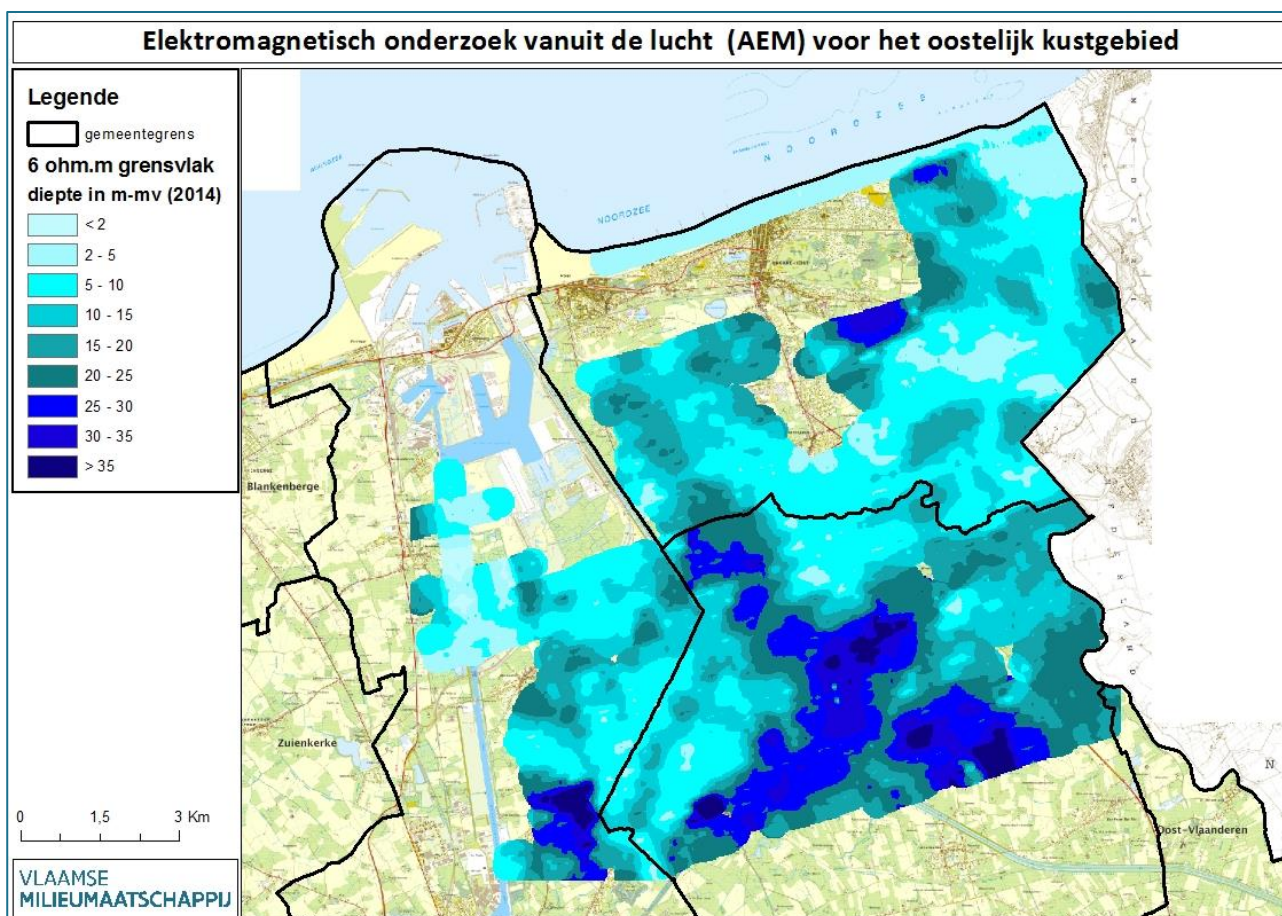 Elektromagnetisch onderzoek vanuit de lucht (AEM) voor het oostelijk kustgebied
Legende
gemeentegrens
6 ohm.m grensvlak
diepte in m-mv (2014)
< 2
2 - 5
5 - 10
10 - 15
15 - 20
20 - 25
25 - 30
30 - 35
> 35
NOORDZEE
NOORDZEE
Blankenberge
Zuienkerke
Oost-Vlaanderen
0 1,5 3 Km
VLAAMSE
MILIEUMAATSCHAPPIJ